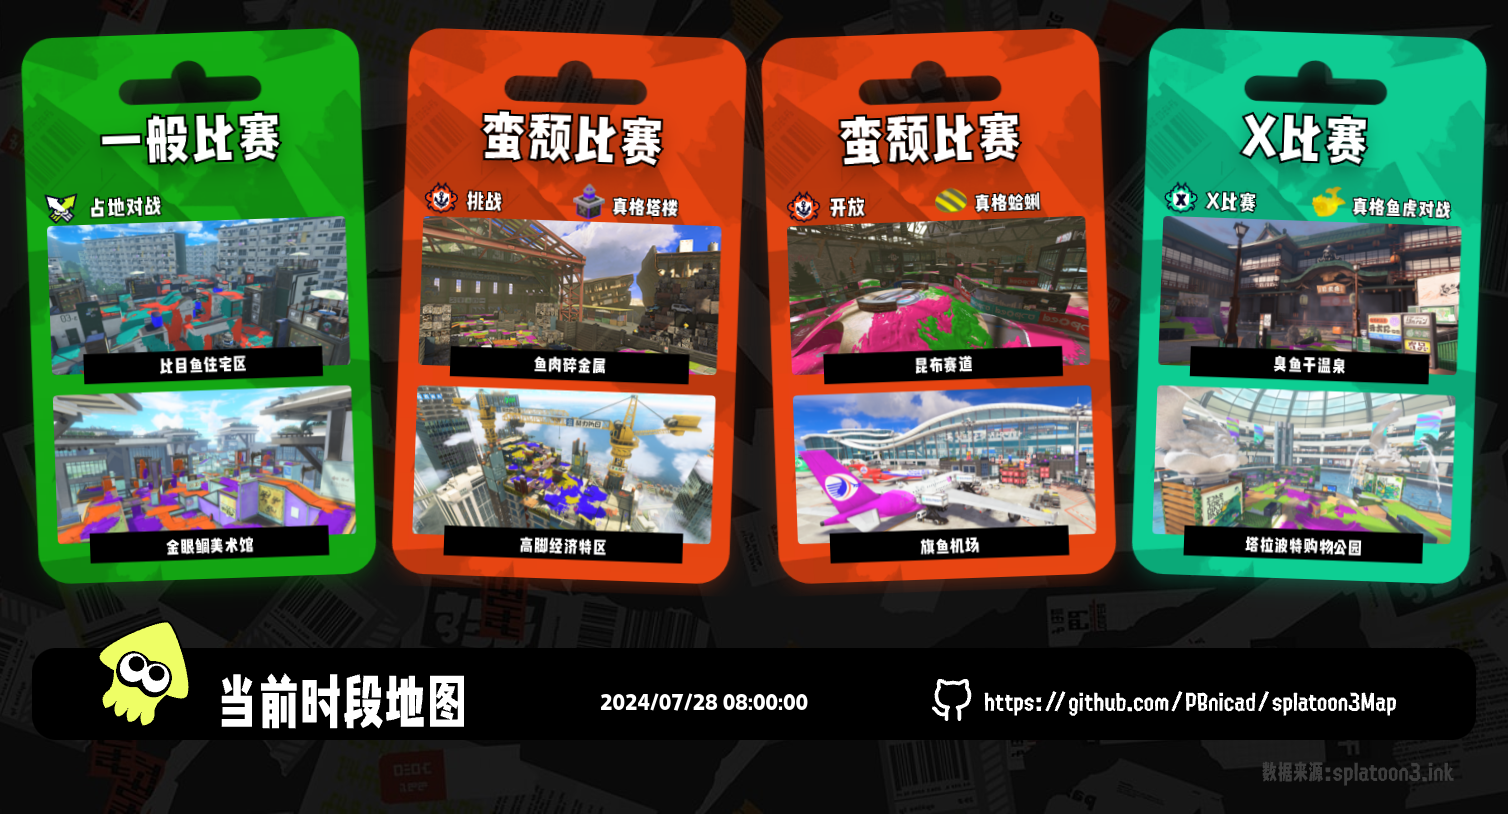 一般比赛
占地对战
比目鱼住宅区
金眼鲷美术馆
蛮颓比赛
挑战
真格塔楼
鱼肉碎金属
高脚经济特区
蛮颓比赛
开放
真格蛤蜊
昆布赛道
旗鱼机场
X比赛
X比赛
真格鱼虎对战
臭鱼干温泉
塔拉波特购物公园
当前时段地图
2024/07/28 08:00:00
https://github.com/PBnicad/splatoon3Map
数据来源:splatoon3.ink